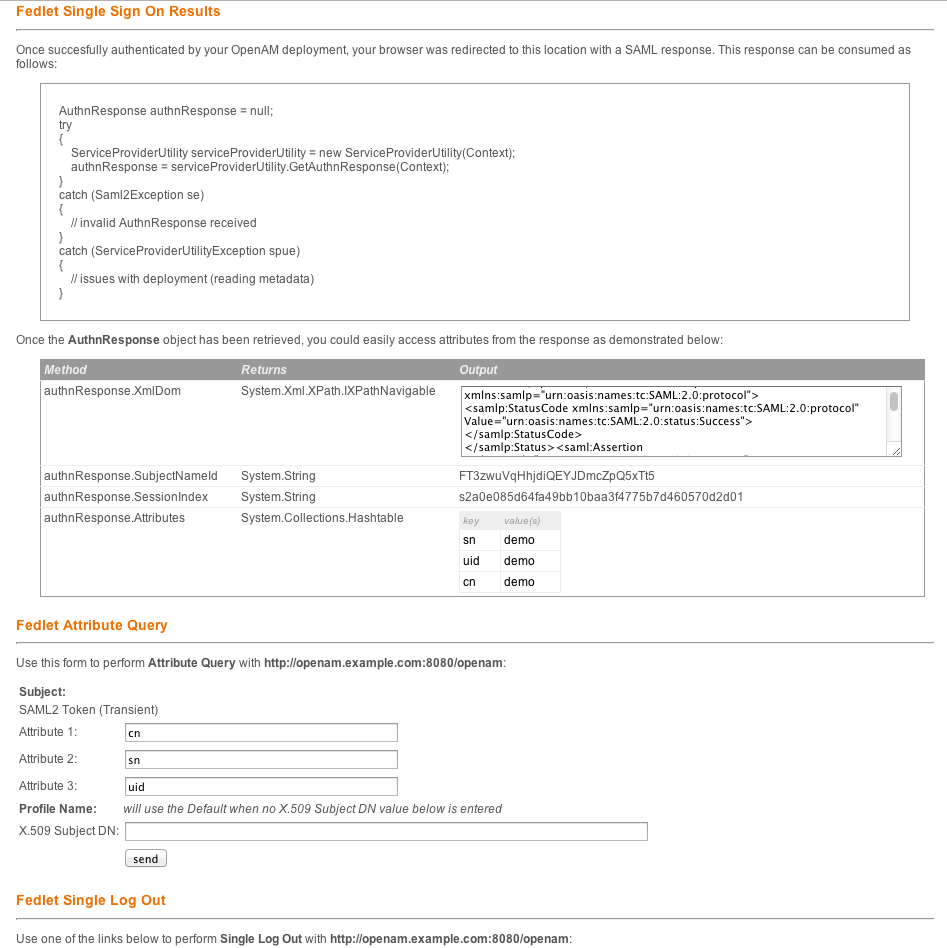 Fedlet Single Sign On Results
Once succesfully authenticated by your OpenAM deployment, your browser was redirected to this location with a SAML response. This response can be consumed as
follows:
AuthnResponse authnResponse = null;
try
{
ServiceProviderUtility serviceProviderUtility = new ServiceProviderUtility(Context);
authnResponse = serviceProviderUtility.GetAuthnResponse(Context);
}
catch (Saml2Exception se)
{
// invalid AuthnResponse received
}
catch (ServiceProviderUtilityException spue)
{
// issues with deployment (reading metadata)
}
Once the AuthnResponse object has been retrieved, you could easily access attributes from the response as demonstrated below:
Method Returns Output
authnResponse.XmlDom System.Xml.XPath.IXPathNavigable
xmlns:samlp="urn:oasis:names:tc:SAML:2.0:protocol">
<samlp:StatusCode xmlns:samlp="urn:oasis:names:tc:SAML:2.0:protocol"
Value="urn:oasis:names:tc:SAML:2.0:status:Success">
</samlp:StatusCode>
</samlp:Status><saml:Assertion
authnResponse.SubjectNameId System.String FT3zwuVqHhjdiQEYJDmcZpQ5xTt5
authnResponse.SessionIndex System.String s2a0e085d64fa49bb10baa3f4775b7d460570d2d01
authnResponse.Attributes System.Collections.Hashtable
key value(s)
sn demo
uid demo
cn demo
Fedlet Attribute Query
Use this form to perform Attribute Query with http://openam.example.com:8080/openam:
Subject:
SAML2 Token (Transient)
Attribute 1: cn
Attribute 2: sn
Attribute 3: uid
Profile Name: will use the Default when no X.509 Subject DN value below is entered
X.509 Subject DN:
send
Fedlet Single Log Out
Use one of the links below to perform Single Log Out with http://openam.example.com:8080/openam: